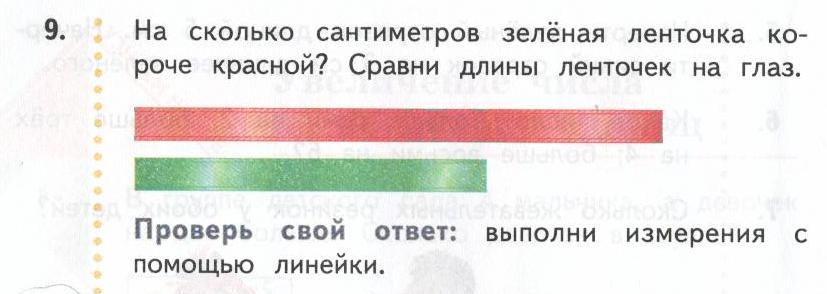 9. На сколько сантиметров зелёная ленточка ко-
роче красной? Сравни длины ленточек на глаз.
Проверь свой ответ: выполни измерения с
помощью линейки.